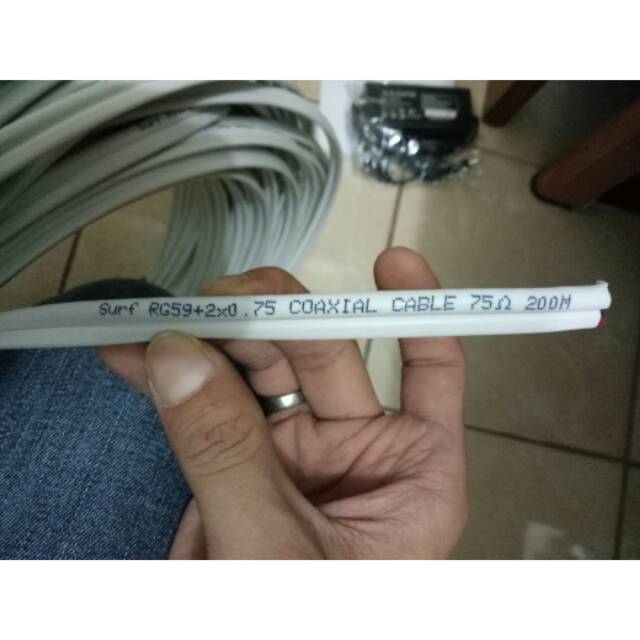 Surf RG59+2x0.75 COAXIAL CABLE 75Ω 200M